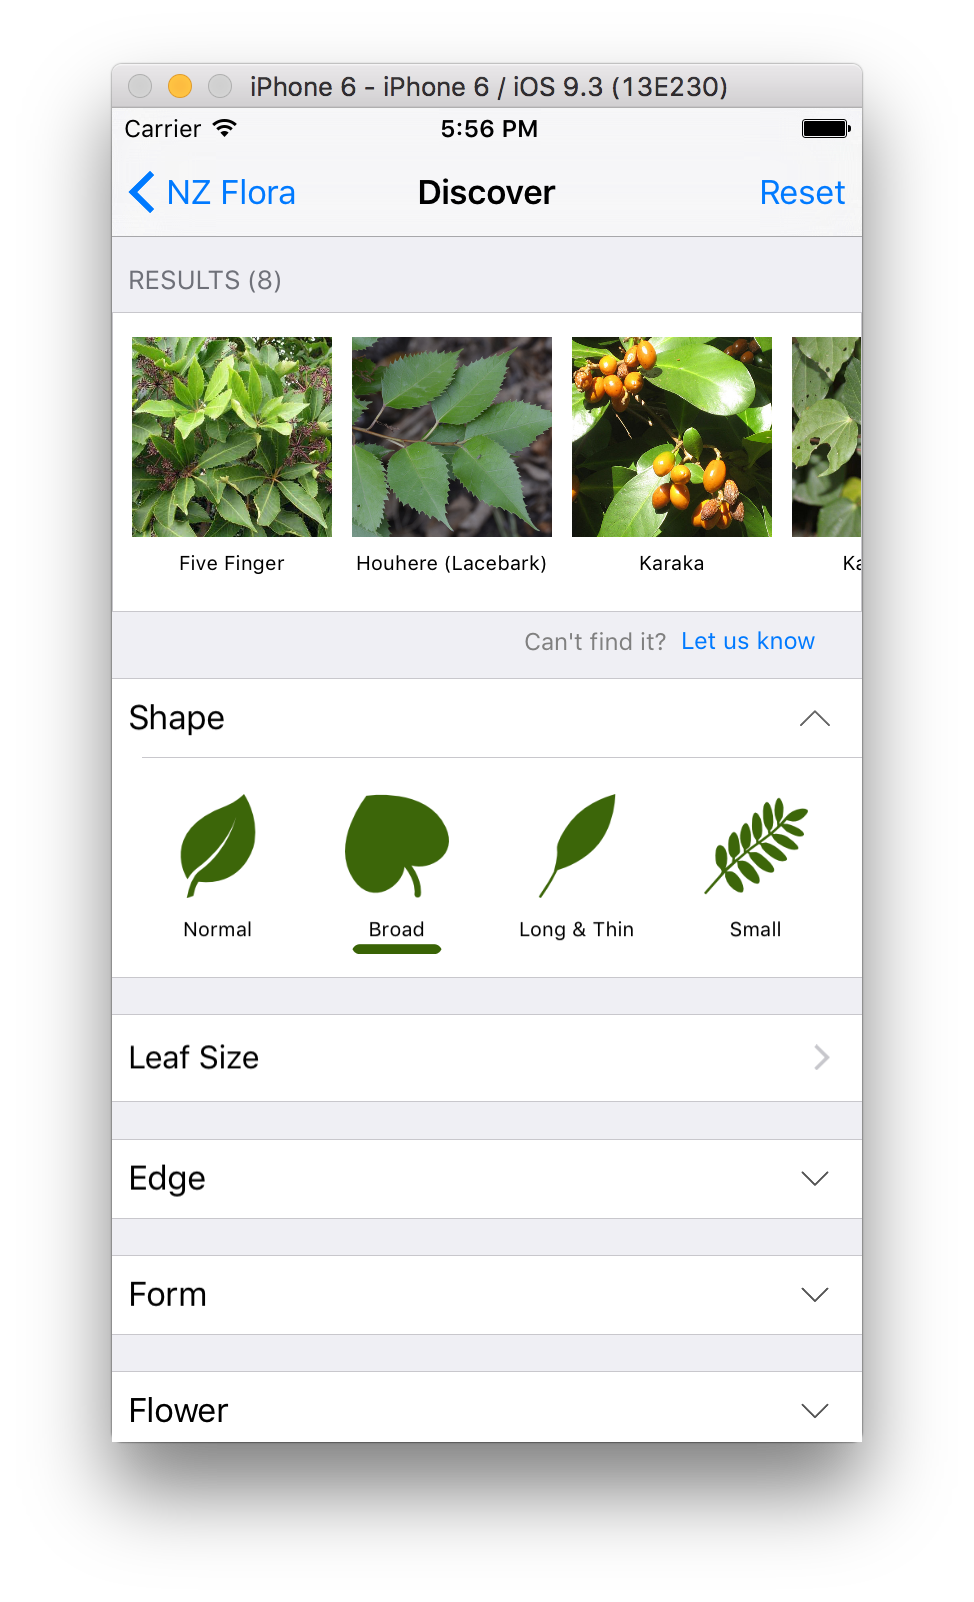 iPhone 6 - iPhone 6 / iOS 9.3 (13E230)
Carrier 5:56 PM
NZ Flora Discover Reset
RESULTS (8)
Five Finger Houhere (Lacebark) Karaka Ka
Can't find it? Let us know
Shape
Normal Broad Long & Thin Small
Leaf Size
Edge
Form
Flower